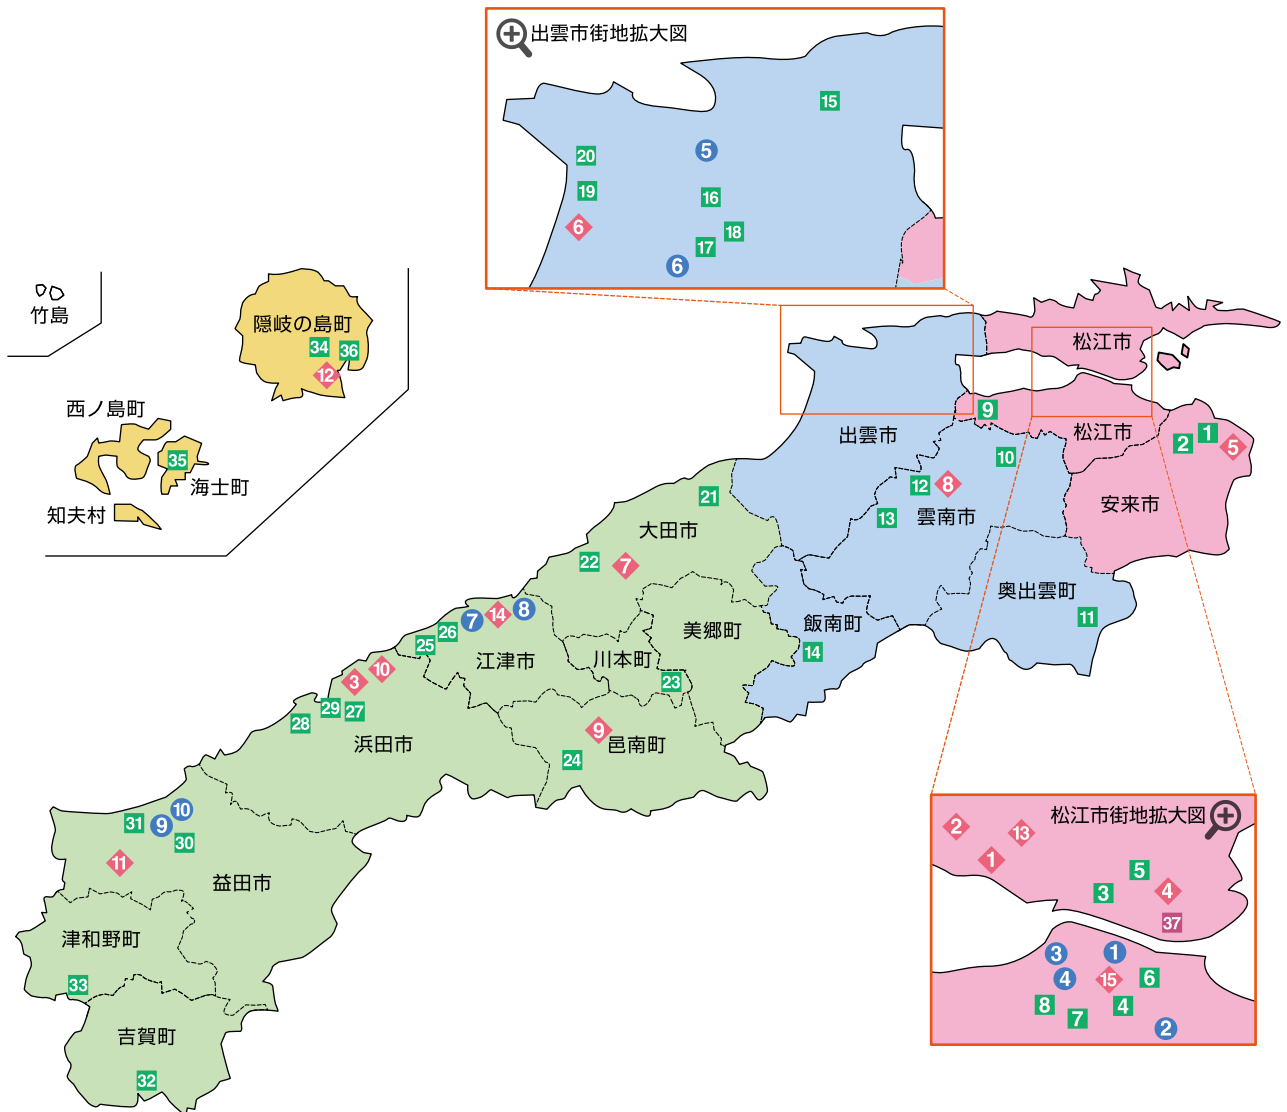 出雲市街地拡大図
15
20
5
19
16
6
18
17
6
竹島
隠岐の島町
34
36
12
西ノ島町
35
海士町
知夫村
松江市
9
出雲市
松江市
1
2
5
10
12
8
13
雲南市
安来市
21
大田市
22
7
奥出雲町
11
14
8
7
飯南町
美郷町
26
25
江津市
川本町
14
10
3
23
29
27
28
浜田市
9
邑南町
24
10
31
9
30
11
益田市
津和野町
33
吉賀町
32
松江市街地拡大図
2
13
1
5
3
4
37
3
1
4
15
6
8
7
4
2